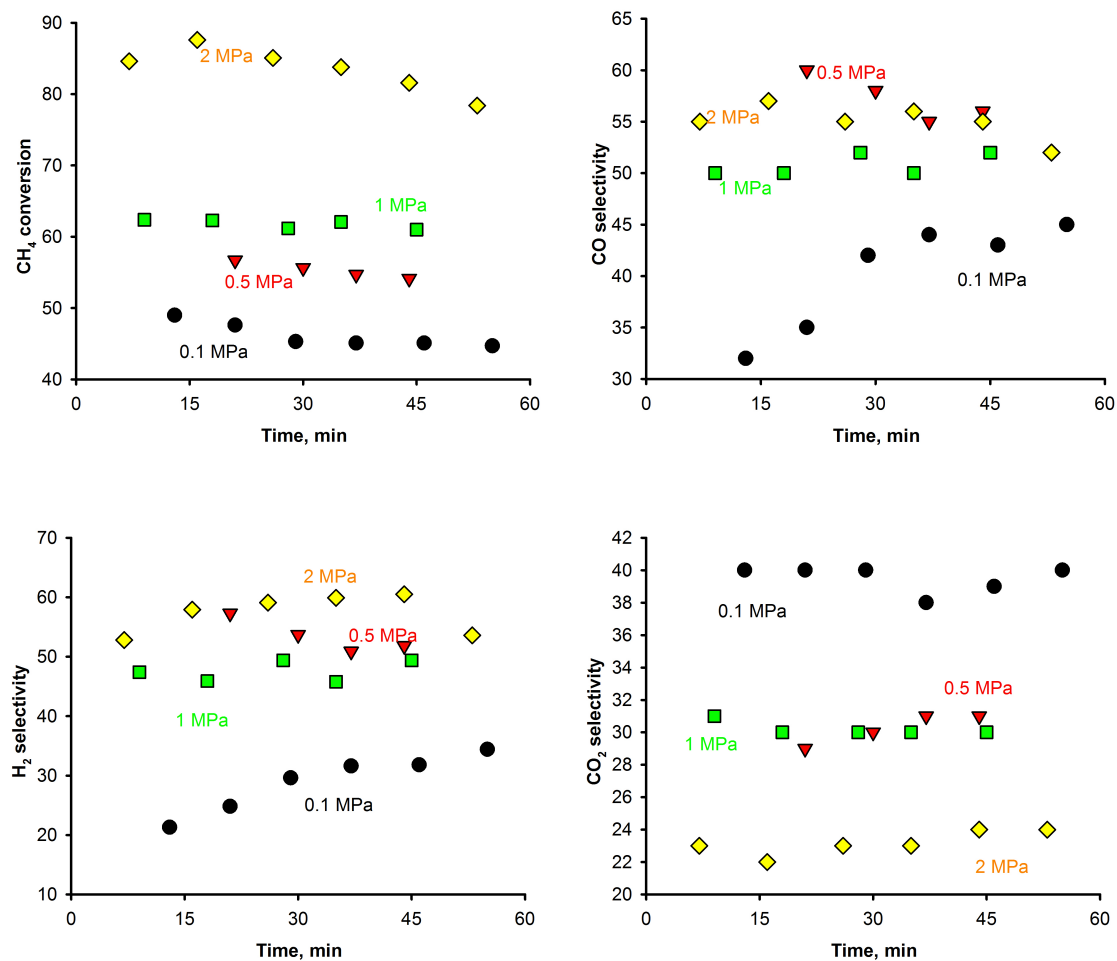 90
80
70
60
50
40
0
15
30
45
60
CH4 conversion
Time, min
2 MPa
1 MPa
0.5 MPa
0.1 MPa
65
60
55
50
45
40
35
30
0
15
30
45
60
CO selectivity
Time, min
0.5 MPa
2 MPa
1 MPa
0.1 MPa
70
60
50
40
30
20
10
0
15
30
45
60
H2 selectivity
Time, min
2 MPa
0.5 MPa
1 MPa
0.1 MPa
42
40
38
36
34
32
30
28
26
24
22
20
0
15
30
45
60
CO2 selectivity
Time, min
0.1 MPa
0.5 MPa
1 MPa
2 MPa